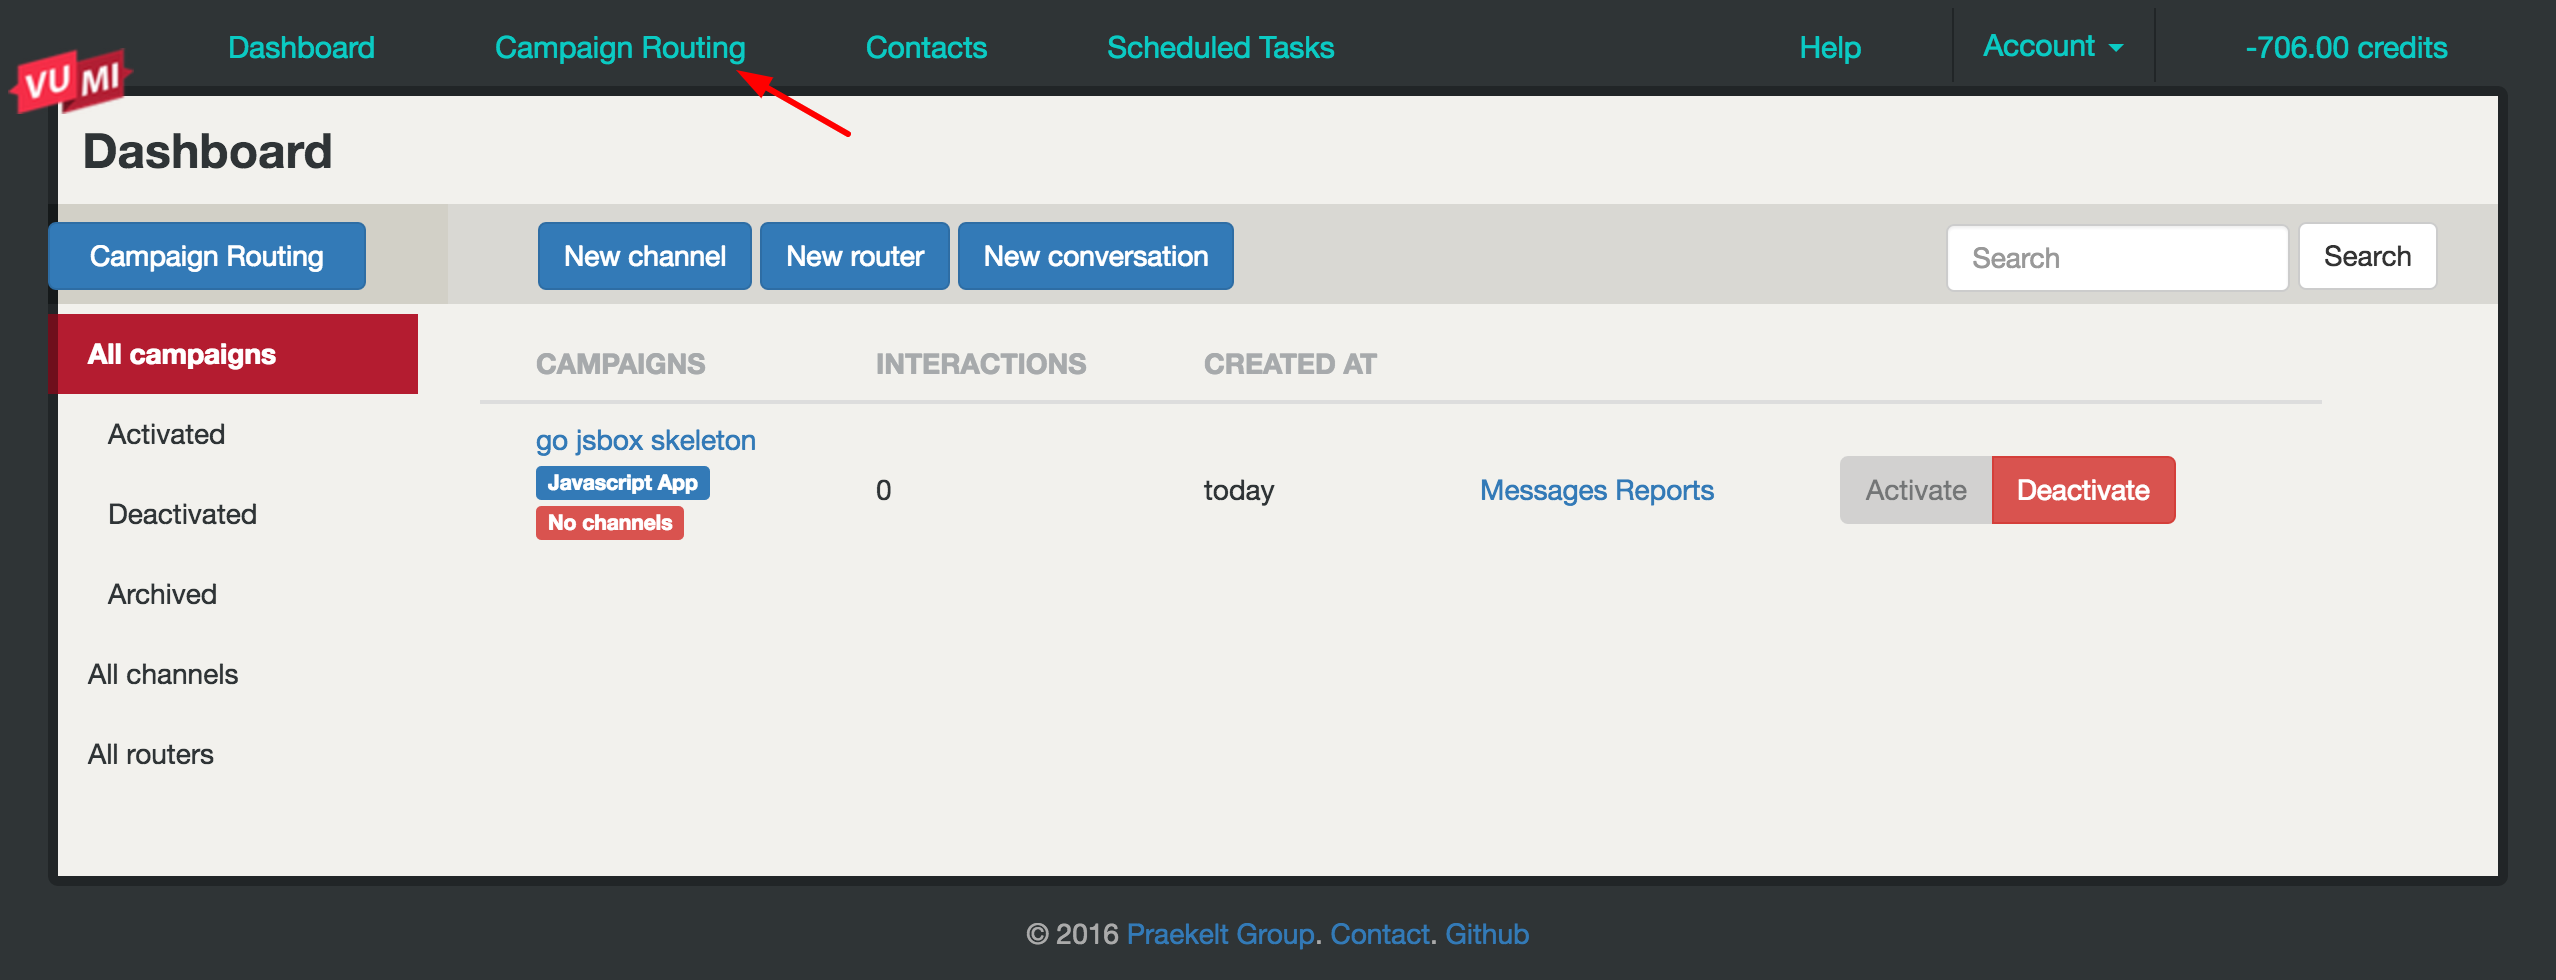 Dashboard Campaign Routing Contacts Scheduled Tasks Help Account -706.00 credits
VUMI
Dashboard
Campaign Routing New channel New router New conversation Search Search
All campaigns
Activated
Deactivated
Archived
All channels
All routers
CAMPAIGNS INTERACTIONS CREATED AT
go jsbox skeleton
Javascript App
No channels
0 today Messages Reports Activate Deactivate
© 2016 Praekelt Group. Contact. Github